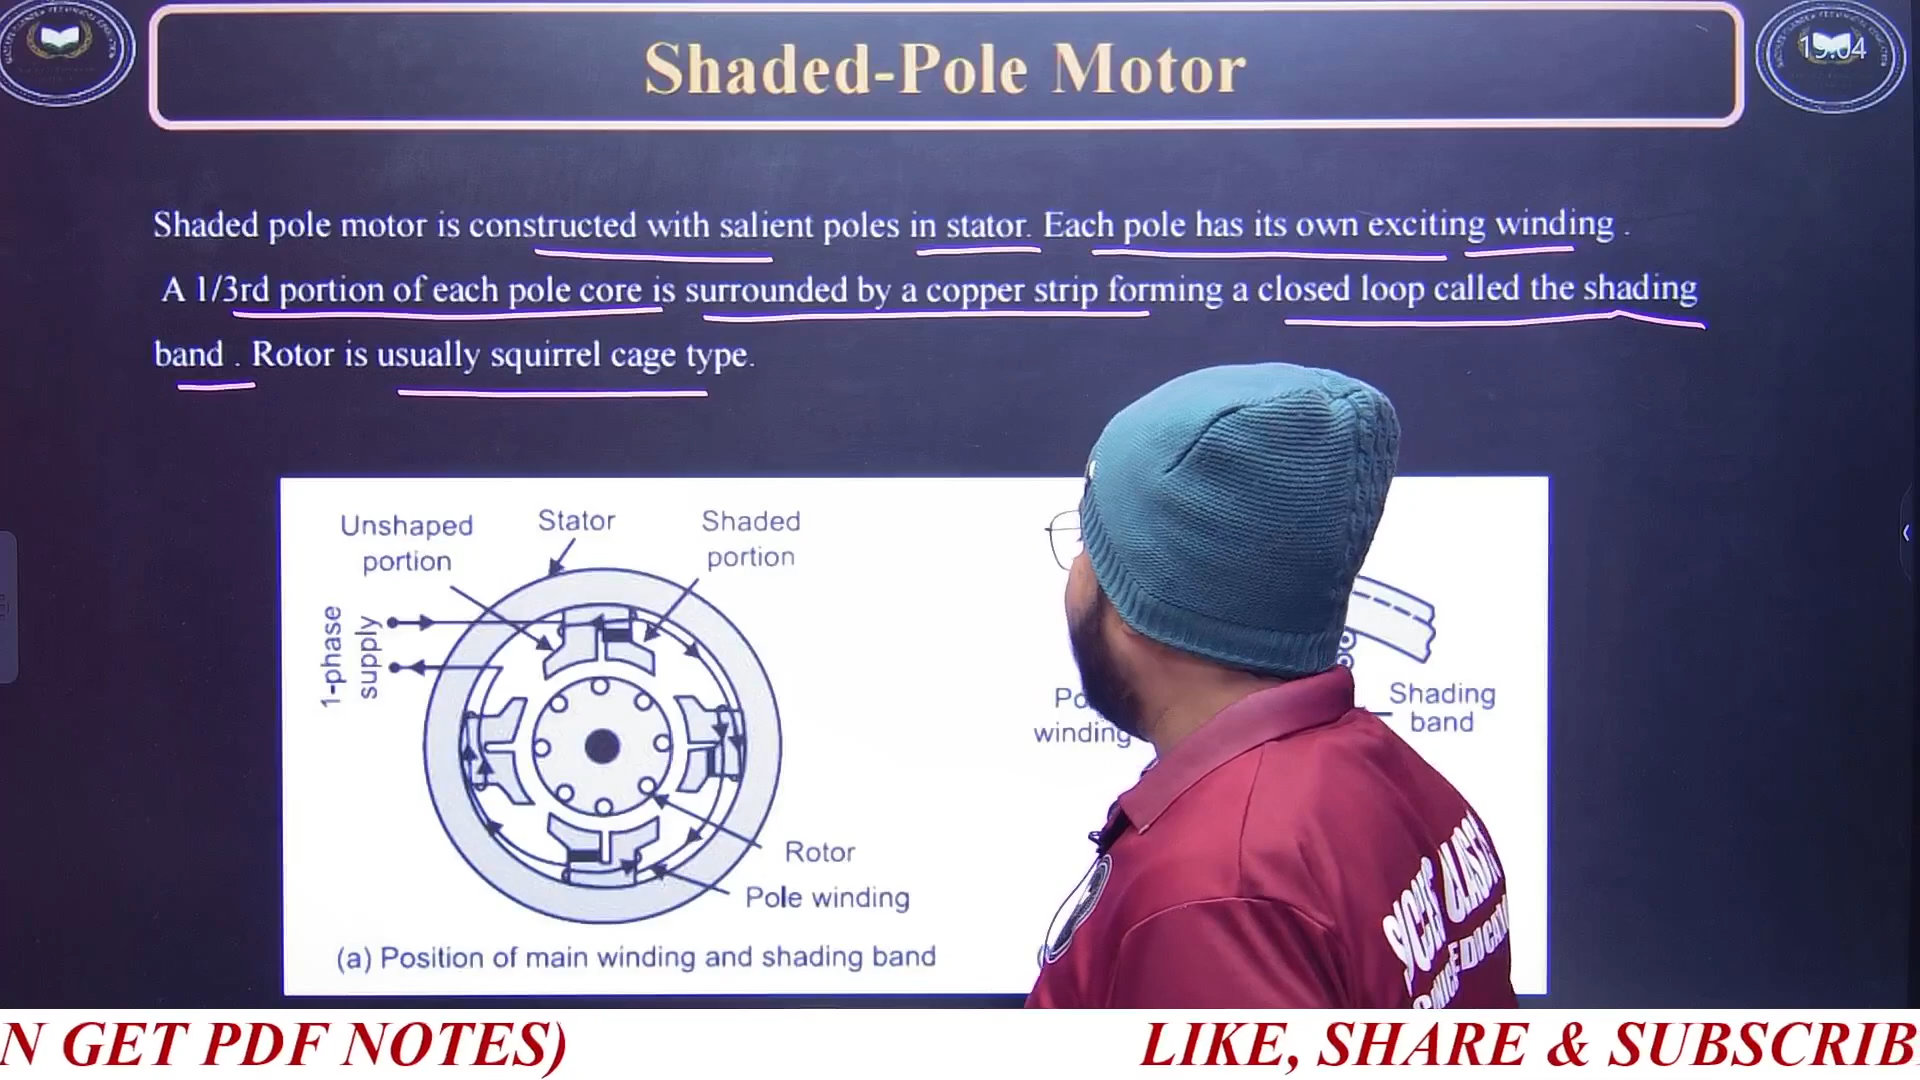 Shaded-Pole Motor
Shaded pole motor is constructed with salient poles in stator. Each pole has its own exciting winding .
A 1/3rd portion of each pole core is surrounded by a copper strip forming a closed loop called the shading
band . Rotor is usually squirrel cage type.
Unshaped
portion
Stator
Shaded
portion
1-phase
supply
Rotor
Pole winding
(a) Position of main winding and shading band
winding
Shading
band
N GET PDF NOTES)
LIKE, SHARE & SUBSCRIB